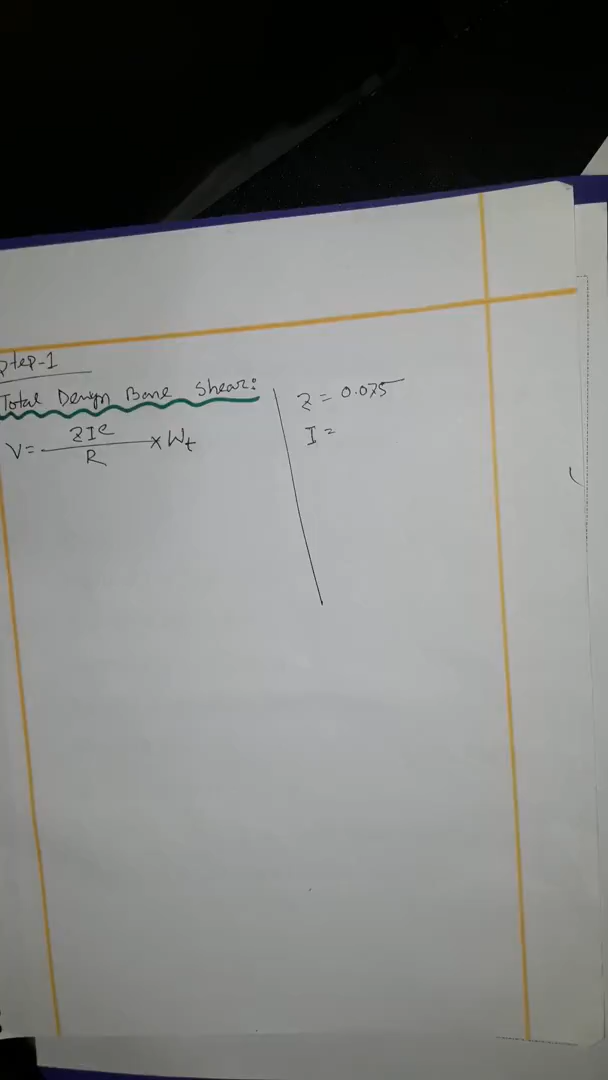 Step-1
Total Design Base Shear:
V = ZIC / R × Wt
Z = 0.075
I =